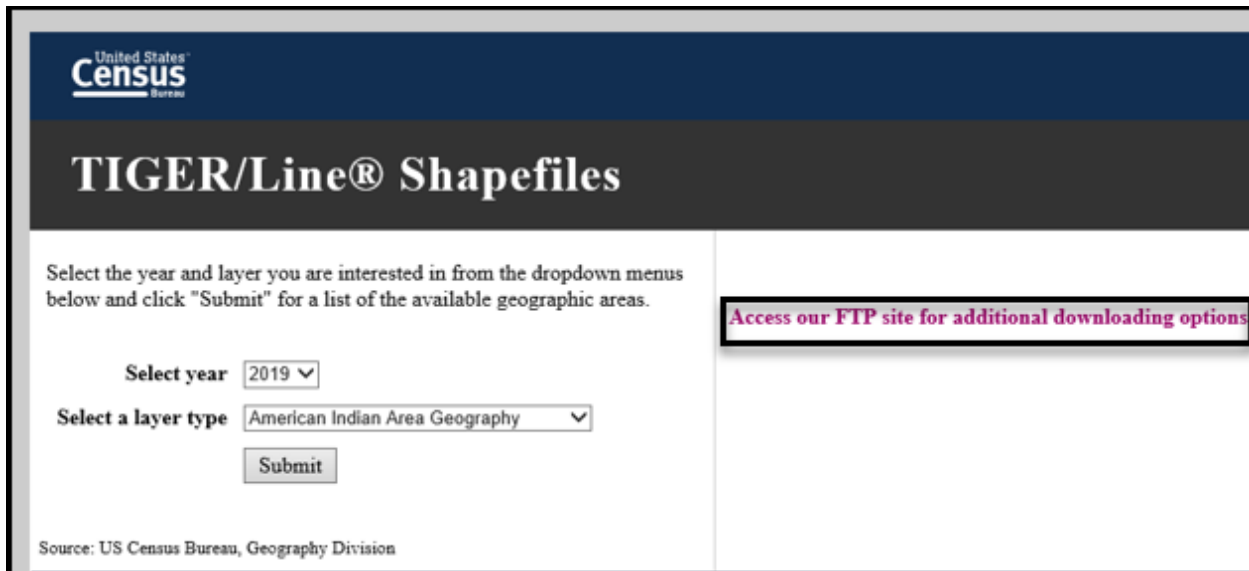 United States®
Census
Bureau
TIGER/Line® Shapefiles
Select the year and layer you are interested in from the dropdown menus
below and click "Submit" for a list of the available geographic areas.
Access our FTP site for additional downloading options
Select year 2019
Select a layer type American Indian Area Geography
Submit
Source: US Census Bureau, Geography Division